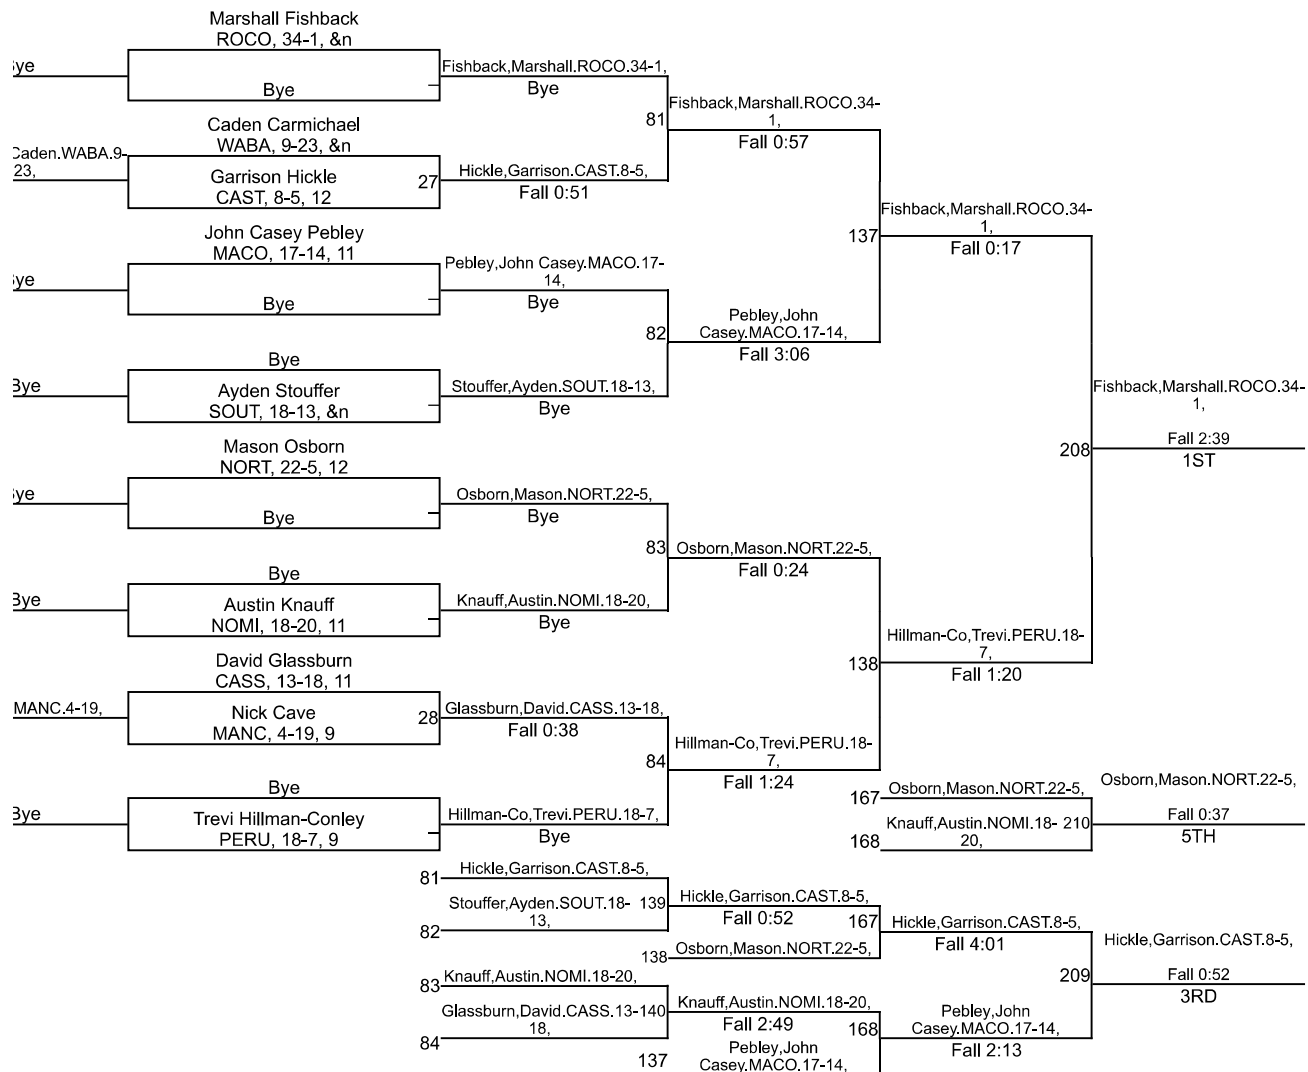 Marshall Fishback
ROCO, 34-1, &n
Bye
Fishback,Marshall.ROCO.34-1,
Bye
Bye
81
Fishback,Marshall.ROCO.34-
1,
Fall 0:57
Caden Carmichael
WABA, 9-23, &n
Caden.WABA.9-
23,
Garrison Hickle
CAST, 8-5, 12
27
Hickle,Garrison.CAST.8-5,
Fall 0:51
137
Fishback,Marshall.ROCO.34-
1,
Fall 0:17
John Casey Pebley
MACO, 17-14, 11
Bye
Pebley,John Casey.MACO.17-
14,
Bye
Bye
82
Pebley,John
Casey.MACO.17-14,
Fall 3:06
Bye
Bye
Ayden Stouffer
SOUT, 18-13, &n
Stouffer,Ayden.SOUT.18-13,
Bye
Fishback,Marshall.ROCO.34-
1,
208
Fall 2:39
1ST
Mason Osborn
NORT, 22-5, 12
Bye
Osborn,Mason.NORT.22-5,
Bye
Bye
83
Osborn,Mason.NORT.22-5,
Fall 0:24
Bye
Bye
Austin Knauff
NOMI, 18-20, 11
Knauff,Austin.NOMI.18-20,
Bye
138
Hillman-Co,Trevi.PERU.18-
7,
Fall 1:20
David Glassburn
CASS, 13-18, 11
MANC.4-19,
Nick Cave
MANC, 4-19, 9
28
Glassburn,David.CASS.13-18,
Fall 0:38
84
Hillman-Co,Trevi.PERU.18-
7,
Fall 1:24
Bye
Bye
Trevi Hillman-Conley
PERU, 18-7, 9
Hillman-Co,Trevi.PERU.18-7,
Bye
167
Osborn,Mason.NORT.22-5,
Osborn,Mason.NORT.22-5,
168
Knauff,Austin.NOMI.18-
20,
210
Fall 0:37
5TH
81
Hickle,Garrison.CAST.8-5,
Stouffer,Ayden.SOUT.18-
13,
82
139
Hickle,Garrison.CAST.8-5,
Fall 0:52
138
Osborn,Mason.NORT.22-5,
167
Hickle,Garrison.CAST.8-5,
Fall 4:01
Hickle,Garrison.CAST.8-5,
209
Fall 0:52
3RD
83
Knauff,Austin.NOMI.18-20,
Glassburn,David.CASS.13-
18,
84
140
Knauff,Austin.NOMI.18-20,
Fall 2:49
137
Pebley,John
Casey.MACO.17-14,
168
Pebley,John
Casey.MACO.17-14,
Fall 2:13